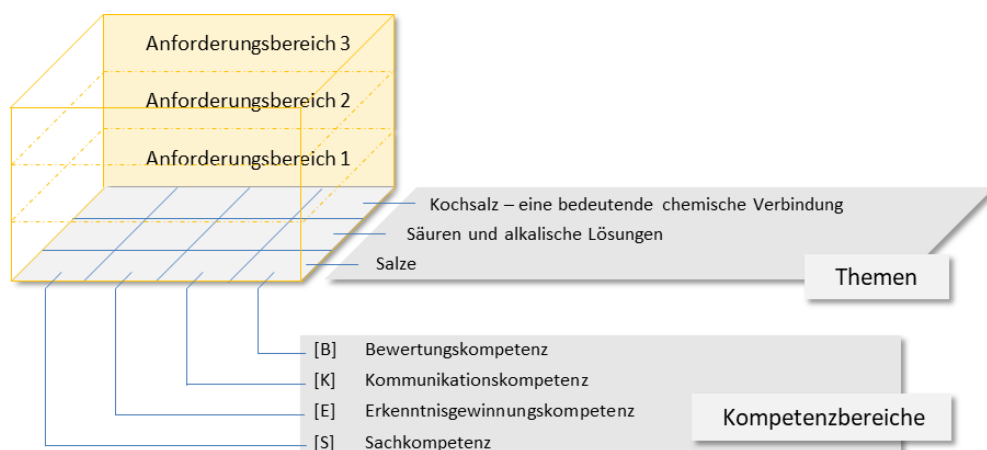 Anforderungsbereich 3
Anforderungsbereich 2
Anforderungsbereich 1
Kochsalz – eine bedeutende chemische Verbindung
Säuren und alkalische Lösungen
Salze
Themen
[B] Bewertungskompetenz
[K] Kommunikationskompetenz
[E] Erkenntnisgewinnungskompetenz
[S] Sachkompetenz
Kompetenzbereiche